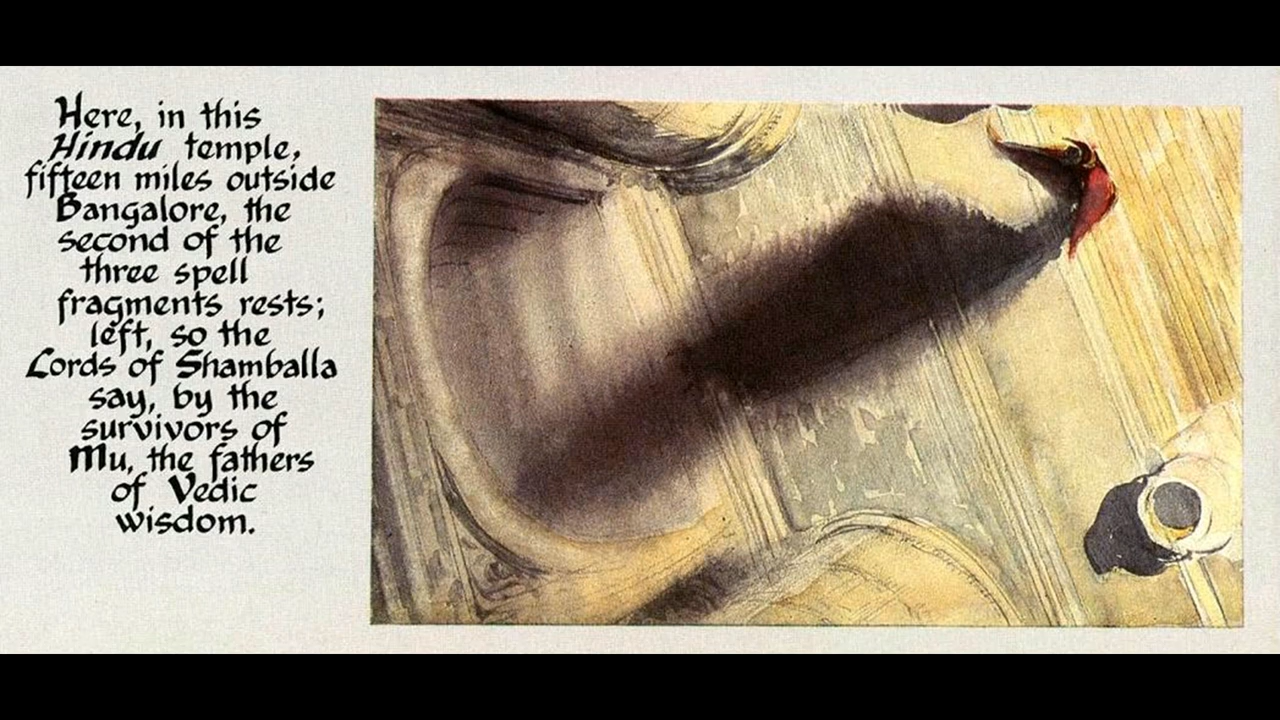 Here, in this
Hindu temple,
fifteen miles outside
Bangalore, the
second of the
three spell
fragments rests;
left, so the
Lords of Shamballa
say, by the
survivors of
Mu, the fathers
of Vedic
wisdom.